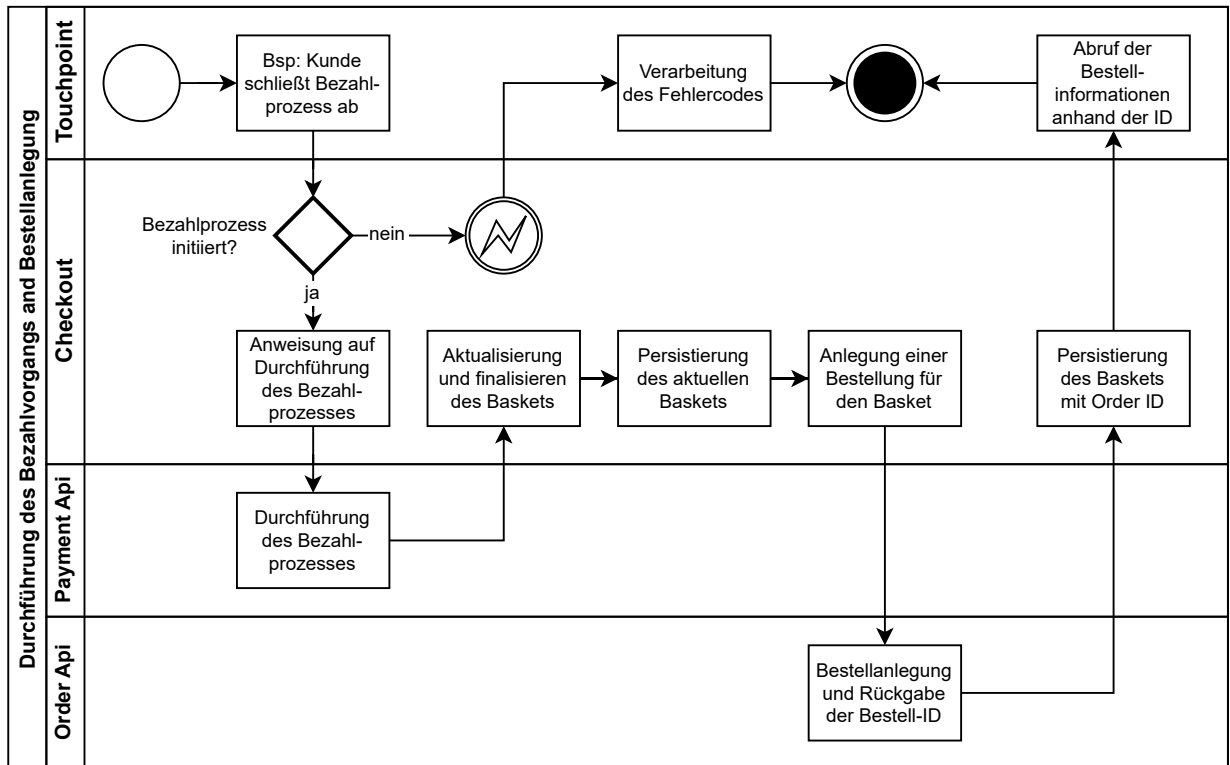 Durchführung des Bezahlvorgangs and Bestellanlegung
Touchpoint
Bsp: Kunde
schließt Bezahl-
prozess ab
Verarbeitung
des Fehlercodes
Abruf der
Bestell-
informationen
anhand der ID
Checkout
Bezahlprozess
initiiert?
nein
ja
Anweisung auf
Durchführung
des Bezahl-
prozesses
Aktualisierung
und finalisieren
des Baskets
Persistierung
des aktuellen
Baskets
Anlegung einer
Bestellung für
den Basket
Persistierung
des Baskets
mit Order ID
Payment Api
Durchführung
des Bezahl-
prozesses
Order Api
Bestellanlegung
und Rückgabe
der Bestell-ID